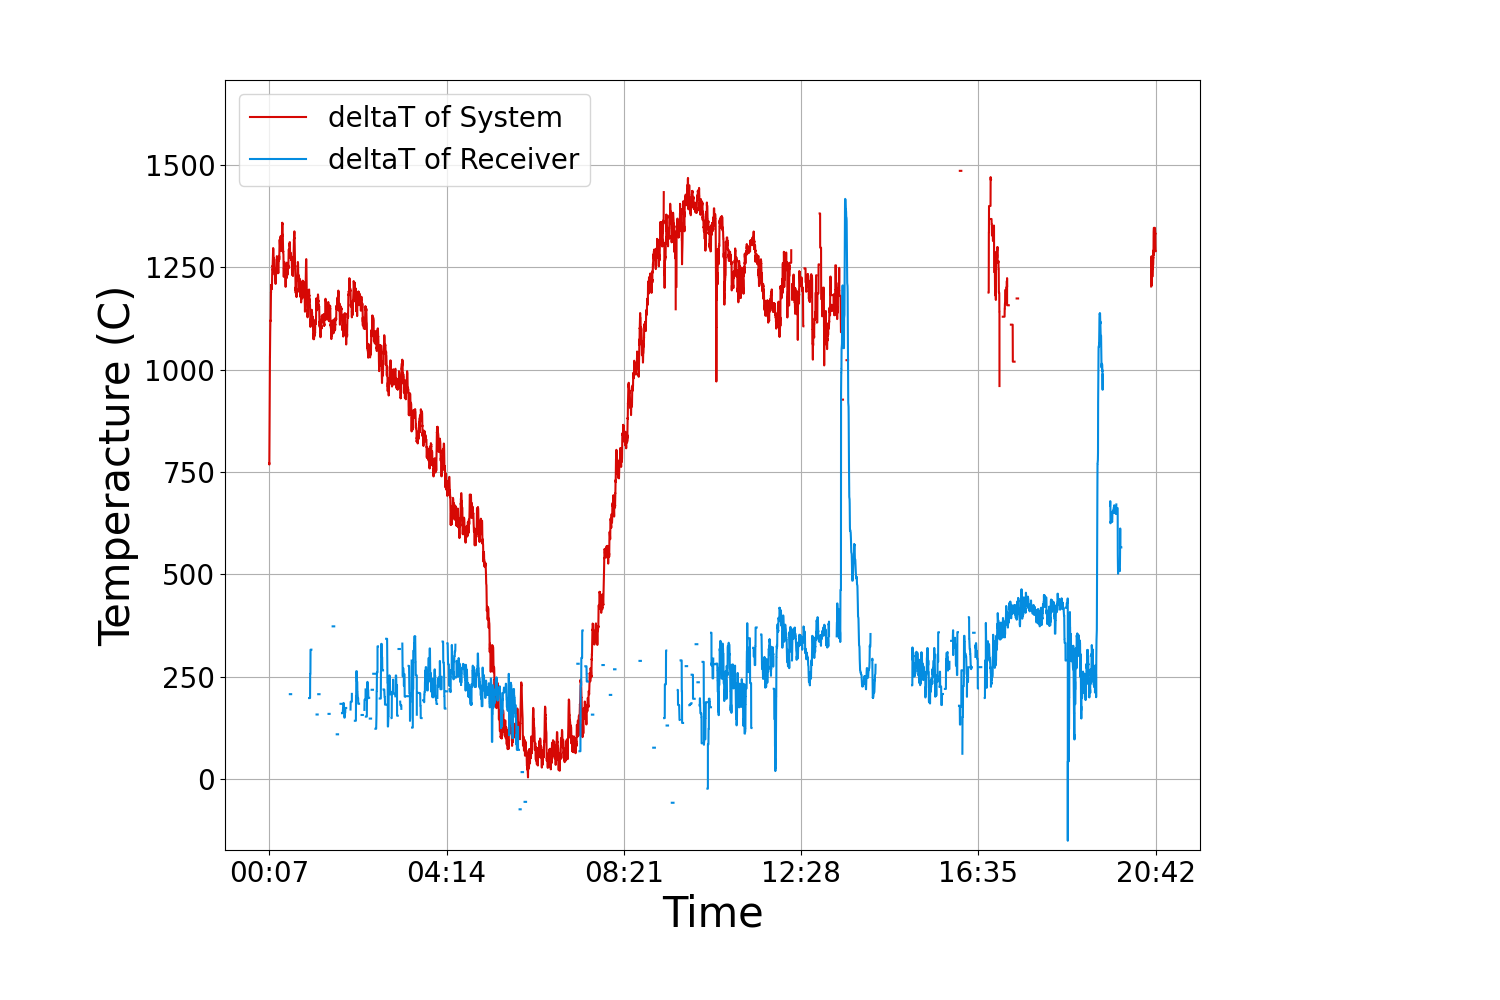 deltaT of System
deltaT of Receiver
Temperacture (C)
1500
1250
1000
750
500
250
0
00:07 04:14 08:21 12:28 16:35 20:42
Time